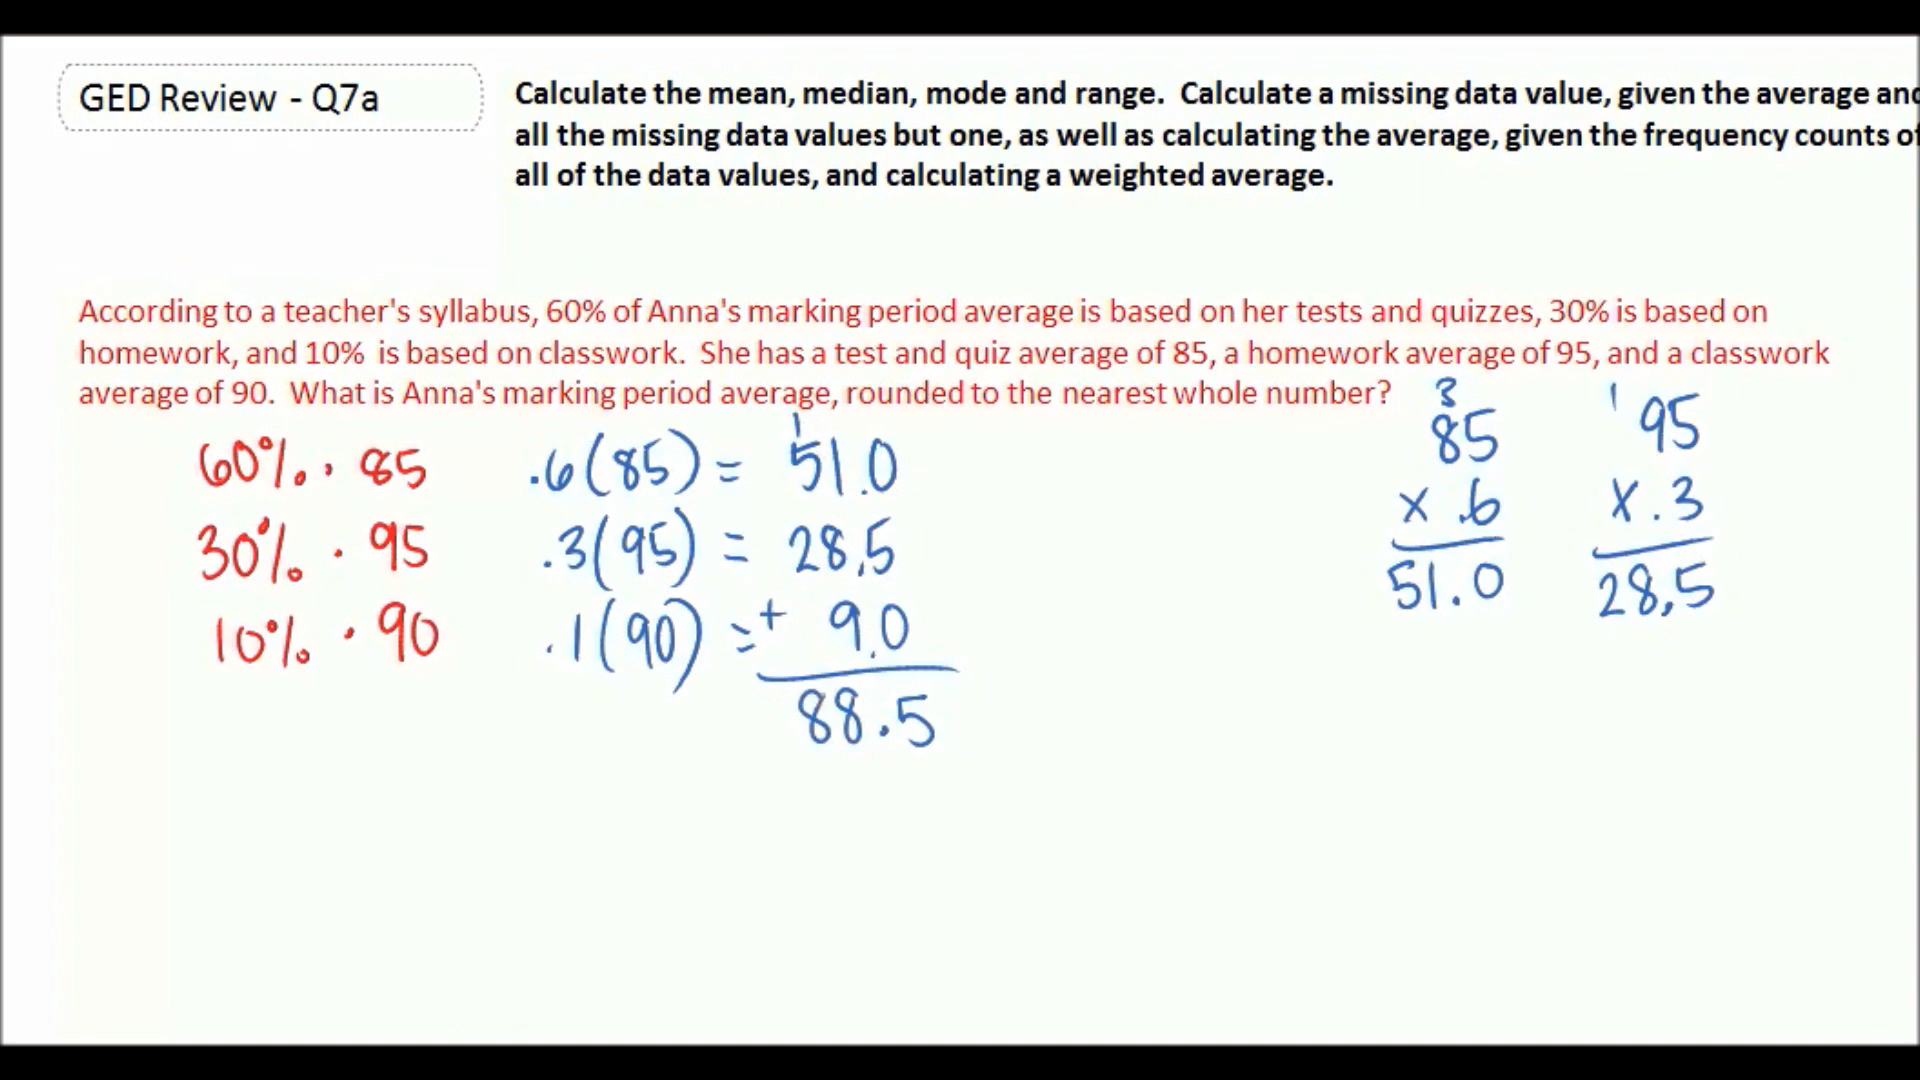 GED Review - Q7a
Calculate the mean, median, mode and range. Calculate a missing data value, given the average and
all the missing data values but one, as well as calculating the average, given the frequency counts of
all of the data values, and calculating a weighted average.
According to a teacher's syllabus, 60% of Anna's marking period average is based on her tests and quizzes, 30% is based on
homework, and 10% is based on classwork. She has a test and quiz average of 85, a homework average of 95, and a classwork
average of 90. What is Anna's marking period average, rounded to the nearest whole number?
60% · 85
30% · 95
10% · 90
1
.6(85) = 51.0
.3(95) = 28.5
.1(90) = + 9.0
88.5
3
85
x .6
51.0
1
95
x .3
28.5